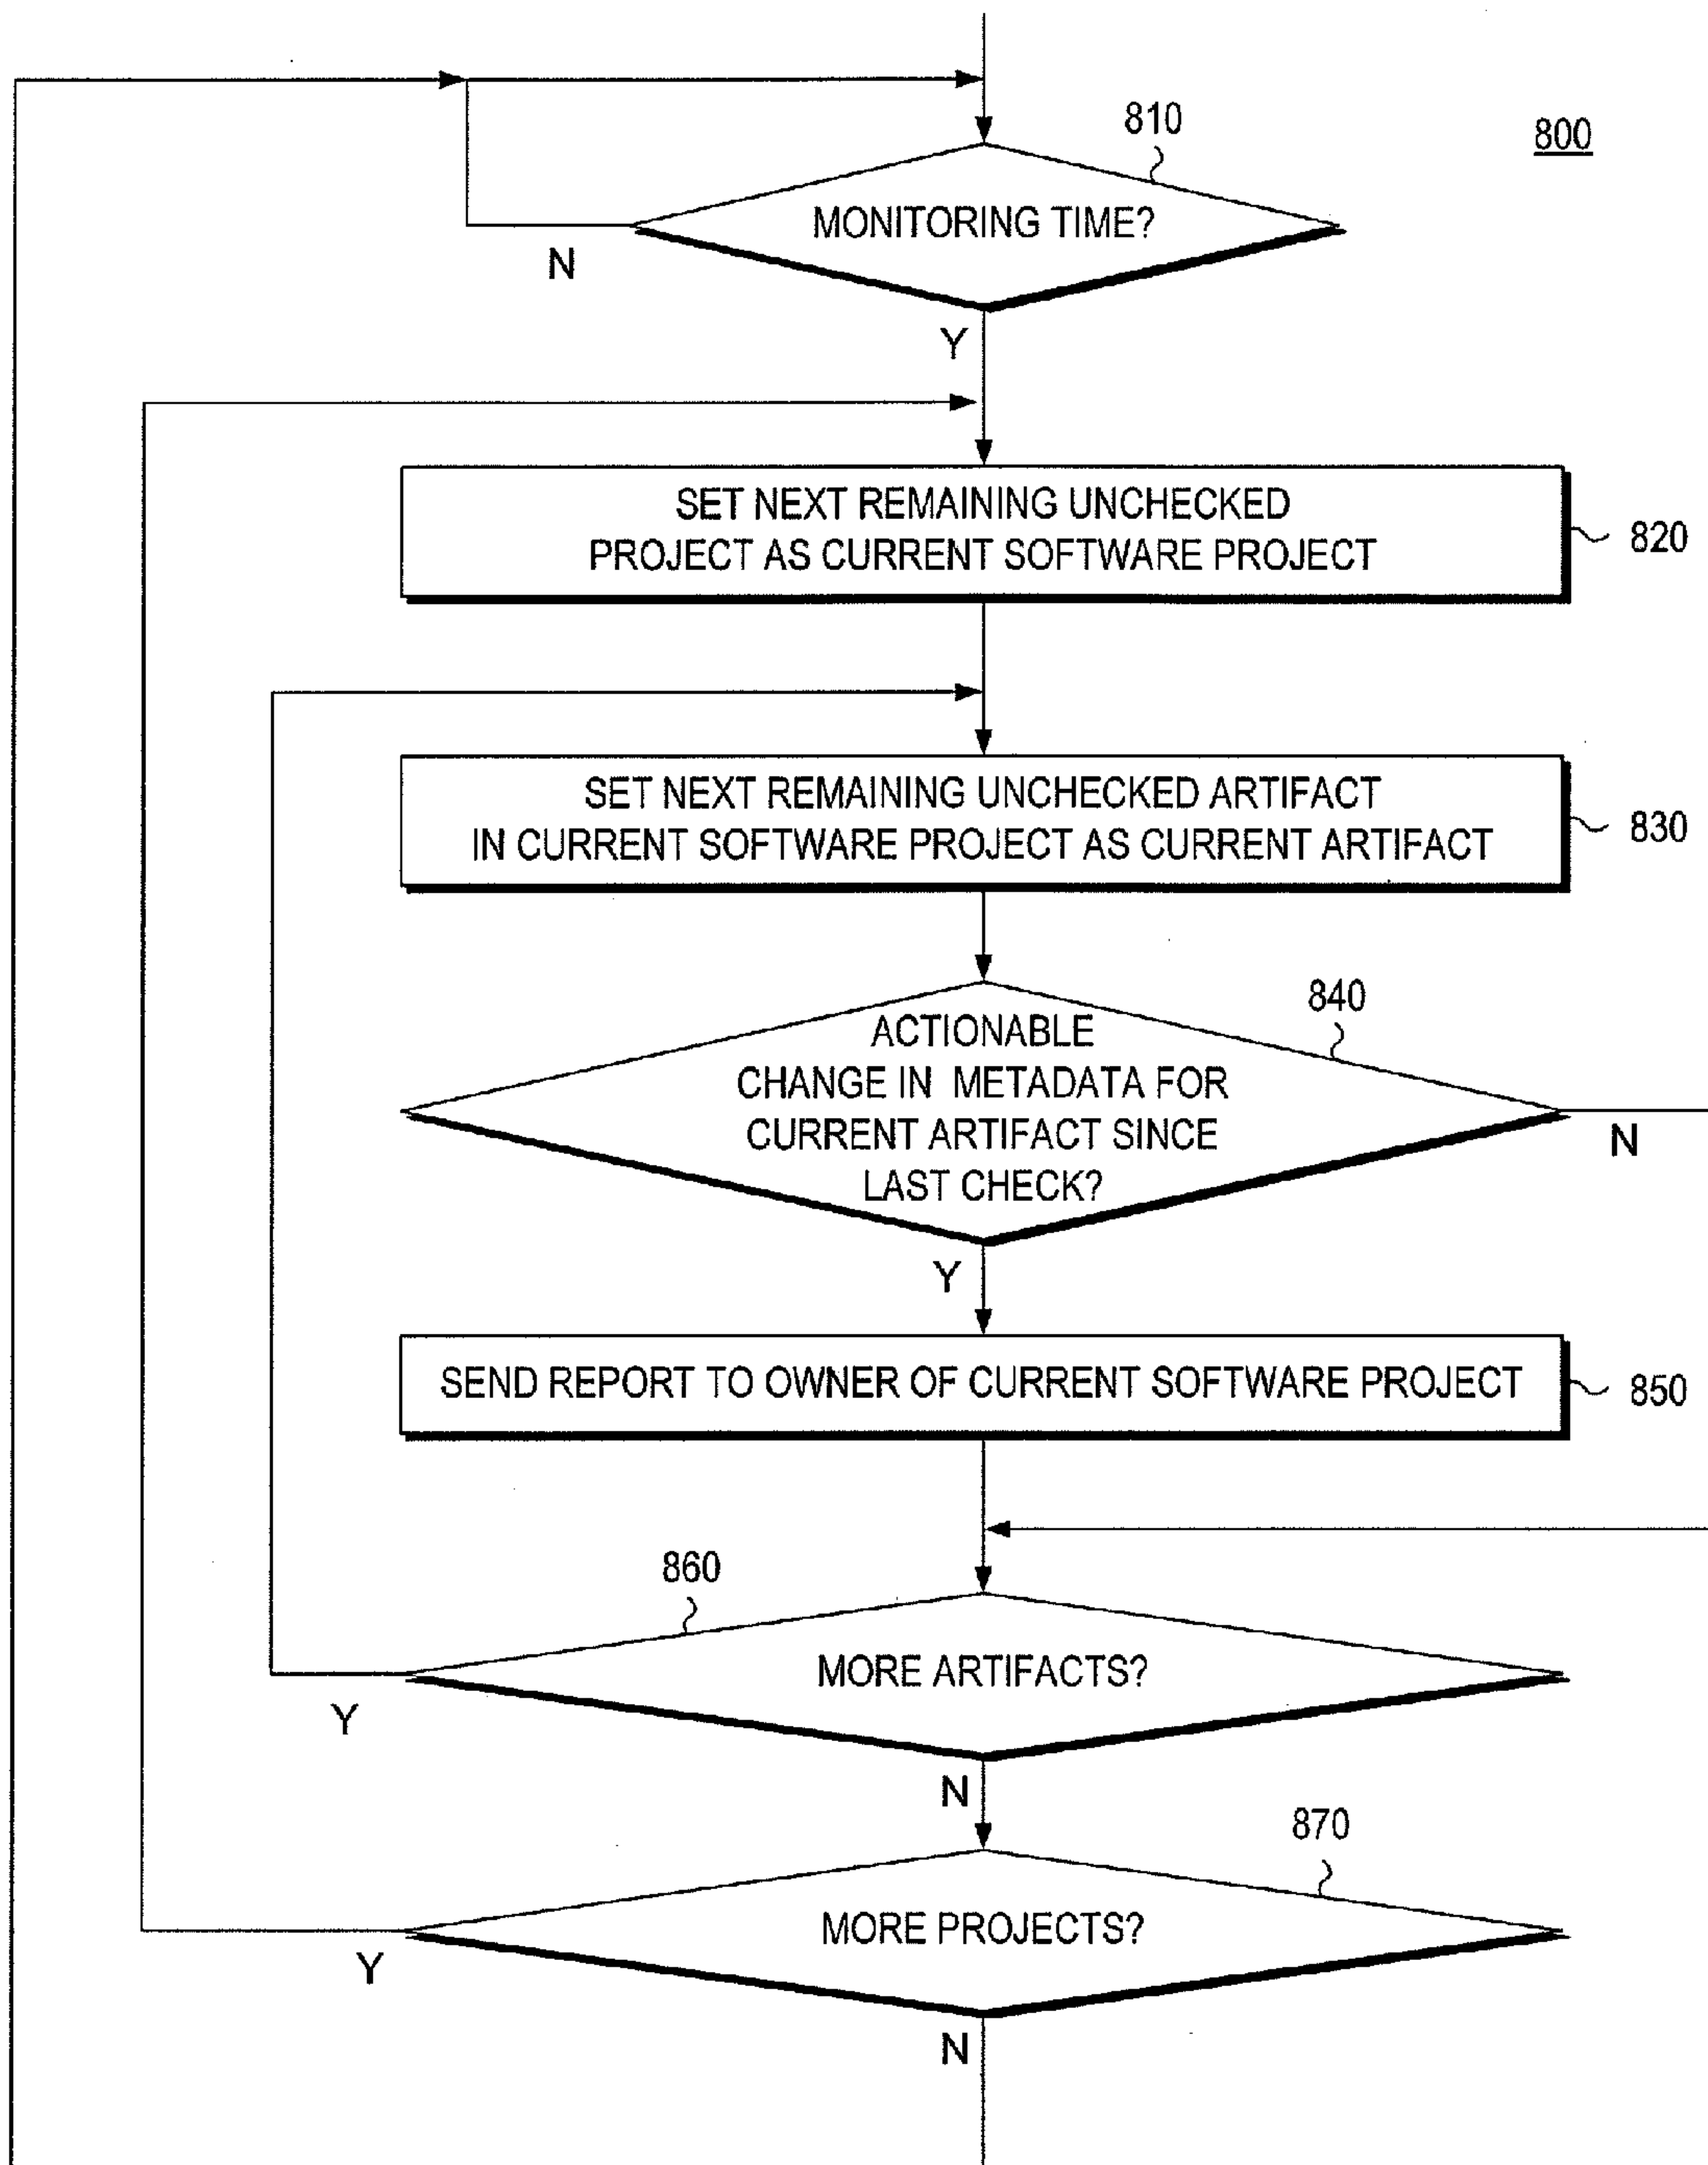 810
800
MONITORING TIME?
N
Y
SET NEXT REMAINING UNCHECKED
PROJECT AS CURRENT SOFTWARE PROJECT
820
SET NEXT REMAINING UNCHECKED ARTIFACT
IN CURRENT SOFTWARE PROJECT AS CURRENT ARTIFACT
830
840
ACTIONABLE
CHANGE IN METADATA FOR
CURRENT ARTIFACT SINCE
LAST CHECK?
N
Y
SEND REPORT TO OWNER OF CURRENT SOFTWARE PROJECT
850
860
MORE ARTIFACTS?
Y
N
870
MORE PROJECTS?
Y
N